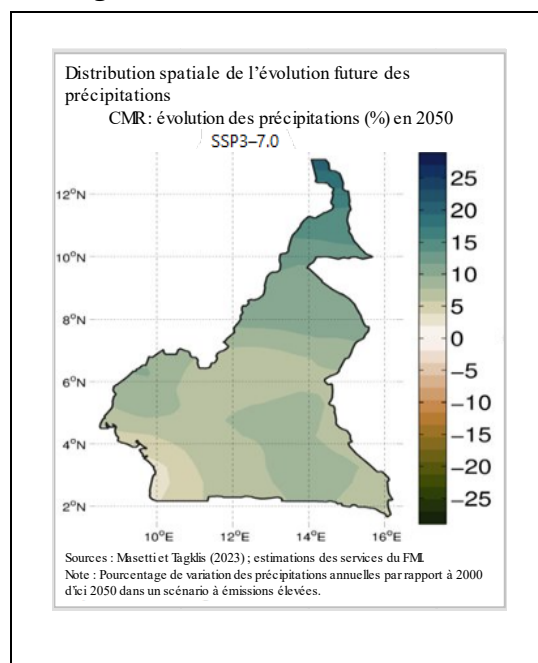 Distribution spatiale de l'évolution future des
précipitations
CMR: évolution des précipitations (%) en 2050
SSP3–7.0
12°N
10°N
8°N
6°N
4°N
2°N
10°E
12°E
14°E
16°E
25
20
15
10
5
0
−5
−10
−15
−20
−25
Sources : Masetti et Tagklis (2023) ; estimations des services du FMI.
Note : Pourcentage de variation des précipitations annuelles par rapport à 2000
d'ici 2050 dans un scénario à émissions élevées.